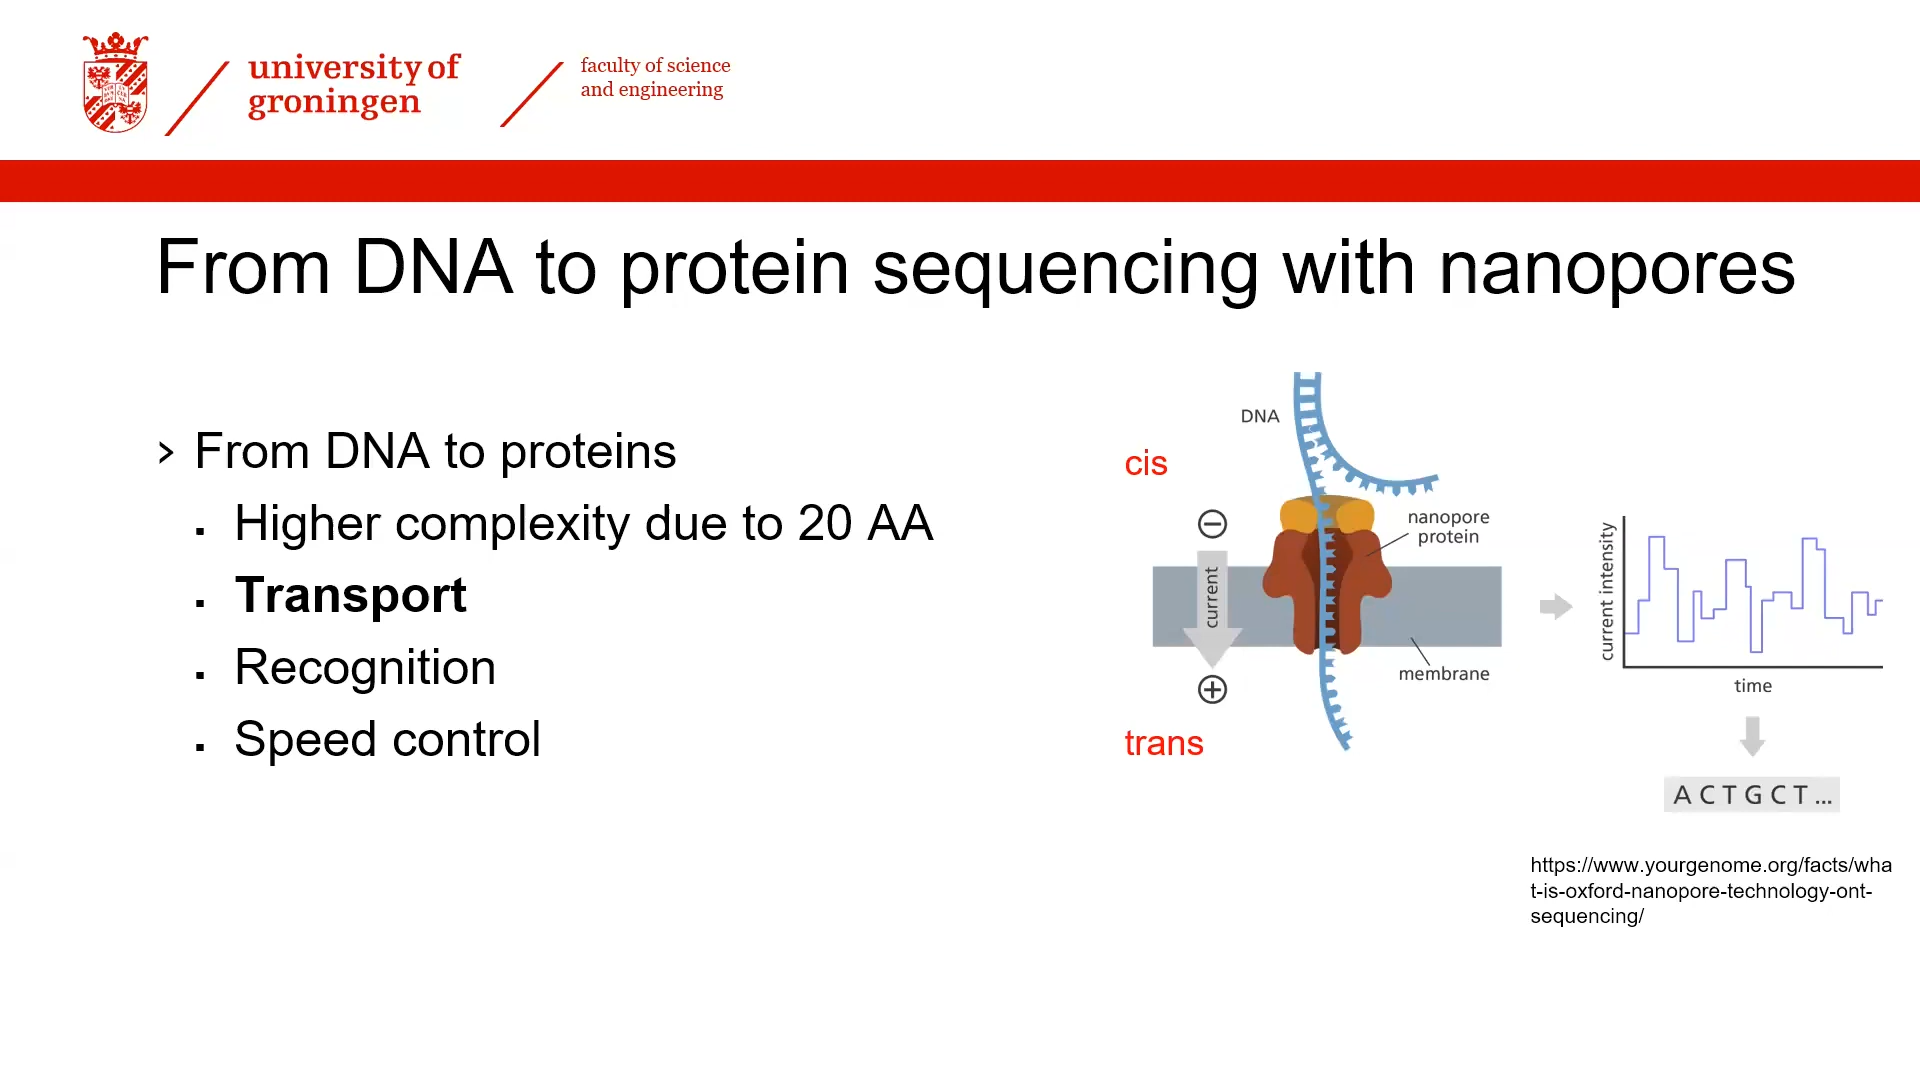 university of
groningen
faculty of science
and engineering
From DNA to protein sequencing with nanopores
› From DNA to proteins
▪ Higher complexity due to 20 AA
▪ Transport
▪ Recognition
▪ Speed control
DNA
cis
nanopore
protein
current
membrane
trans
current intensity
time
A C T G C T ...
https://www.yourgenome.org/facts/wha
t-is-oxford-nanopore-technology-ont-
sequencing/